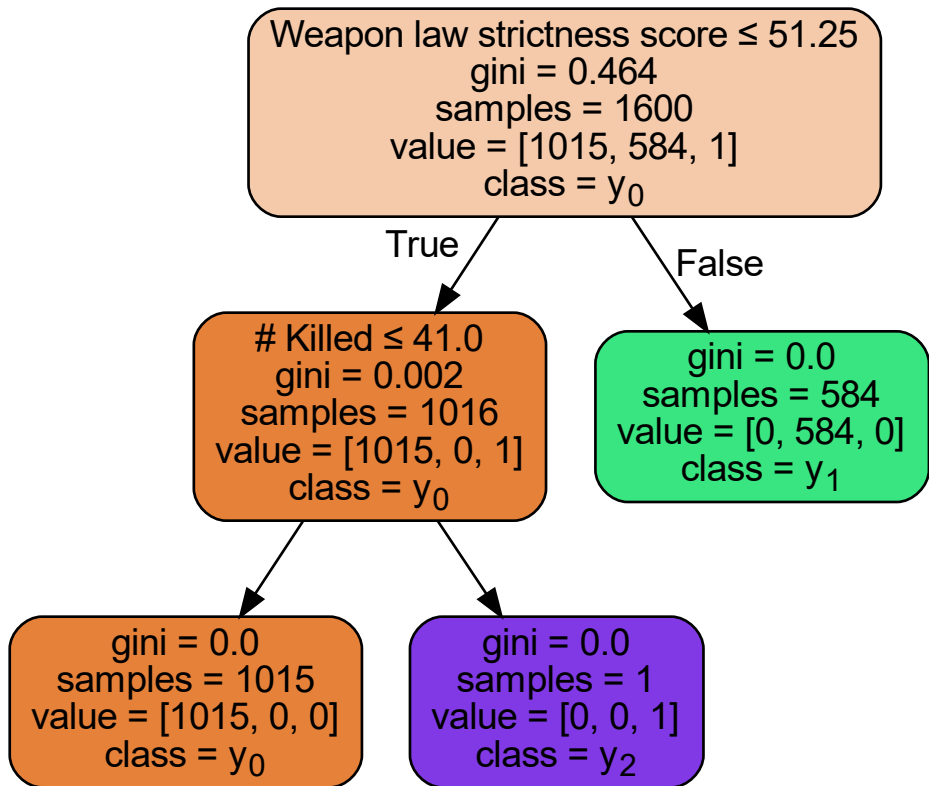 Weapon law strictness score ≤ 51.25
gini = 0.464
samples = 1600
value = [1015, 584, 1]
class = y₀
True
False
# Killed ≤ 41.0
gini = 0.002
samples = 1016
value = [1015, 0, 1]
class = y₀
gini = 0.0
samples = 584
value = [0, 584, 0]
class = y₁
gini = 0.0
samples = 1015
value = [1015, 0, 0]
class = y₀
gini = 0.0
samples = 1
value = [0, 0, 1]
class = y₂